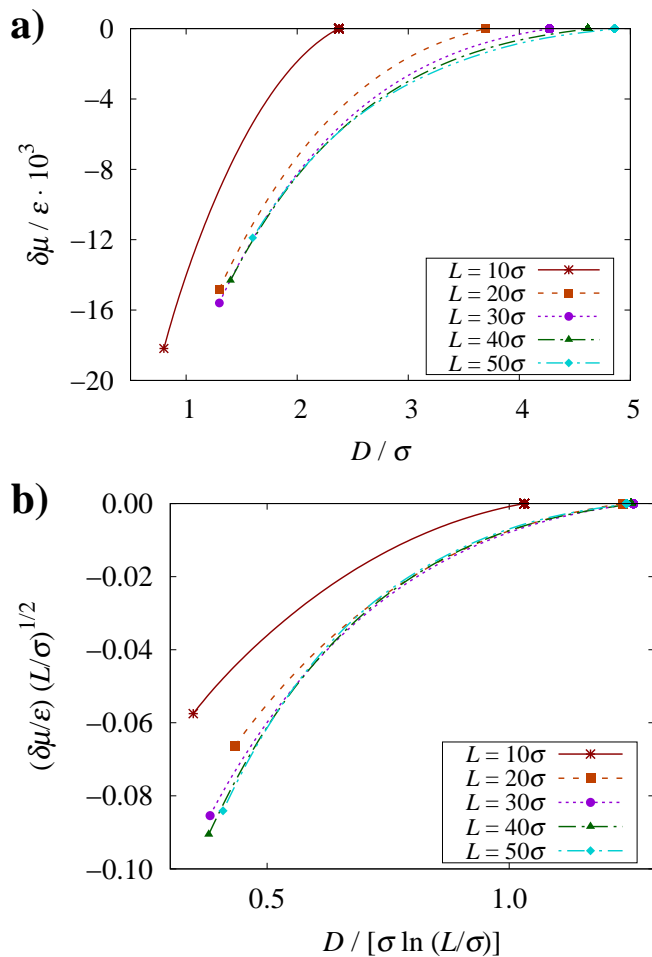 a)
0
−4
−8
−12
−16
−20
δμ / ε · 10³
1 2 3 4 5
D / σ
L = 10σ
L = 20σ
L = 30σ
L = 40σ
L = 50σ
b)
0.00
−0.02
−0.04
−0.06
−0.08
−0.10
(δμ/ε) (L/σ)^1/2
0.5 1.0
D / [σ ln (L/σ)]
L = 10σ
L = 20σ
L = 30σ
L = 40σ
L = 50σ